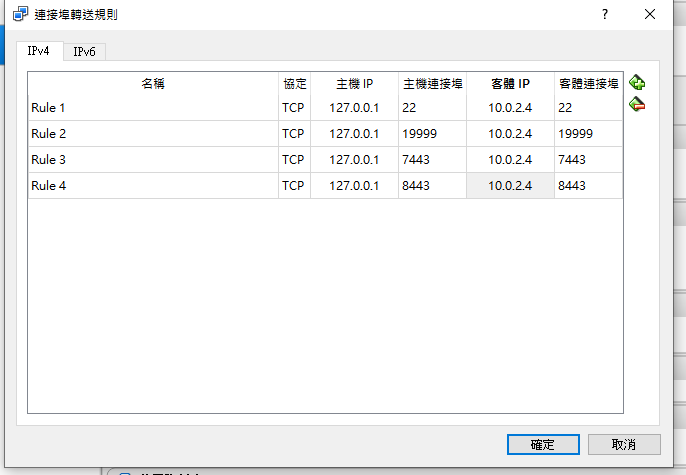 連接埠轉送規則
IPv4 IPv6
名稱 協定 主機 IP 主機連接埠 客體 IP 客體連接埠
Rule 1 TCP 127.0.0.1 22 10.0.2.4 22
Rule 2 TCP 127.0.0.1 19999 10.0.2.4 19999
Rule 3 TCP 127.0.0.1 7443 10.0.2.4 7443
Rule 4 TCP 127.0.0.1 8443 10.0.2.4 8443
確定 取消